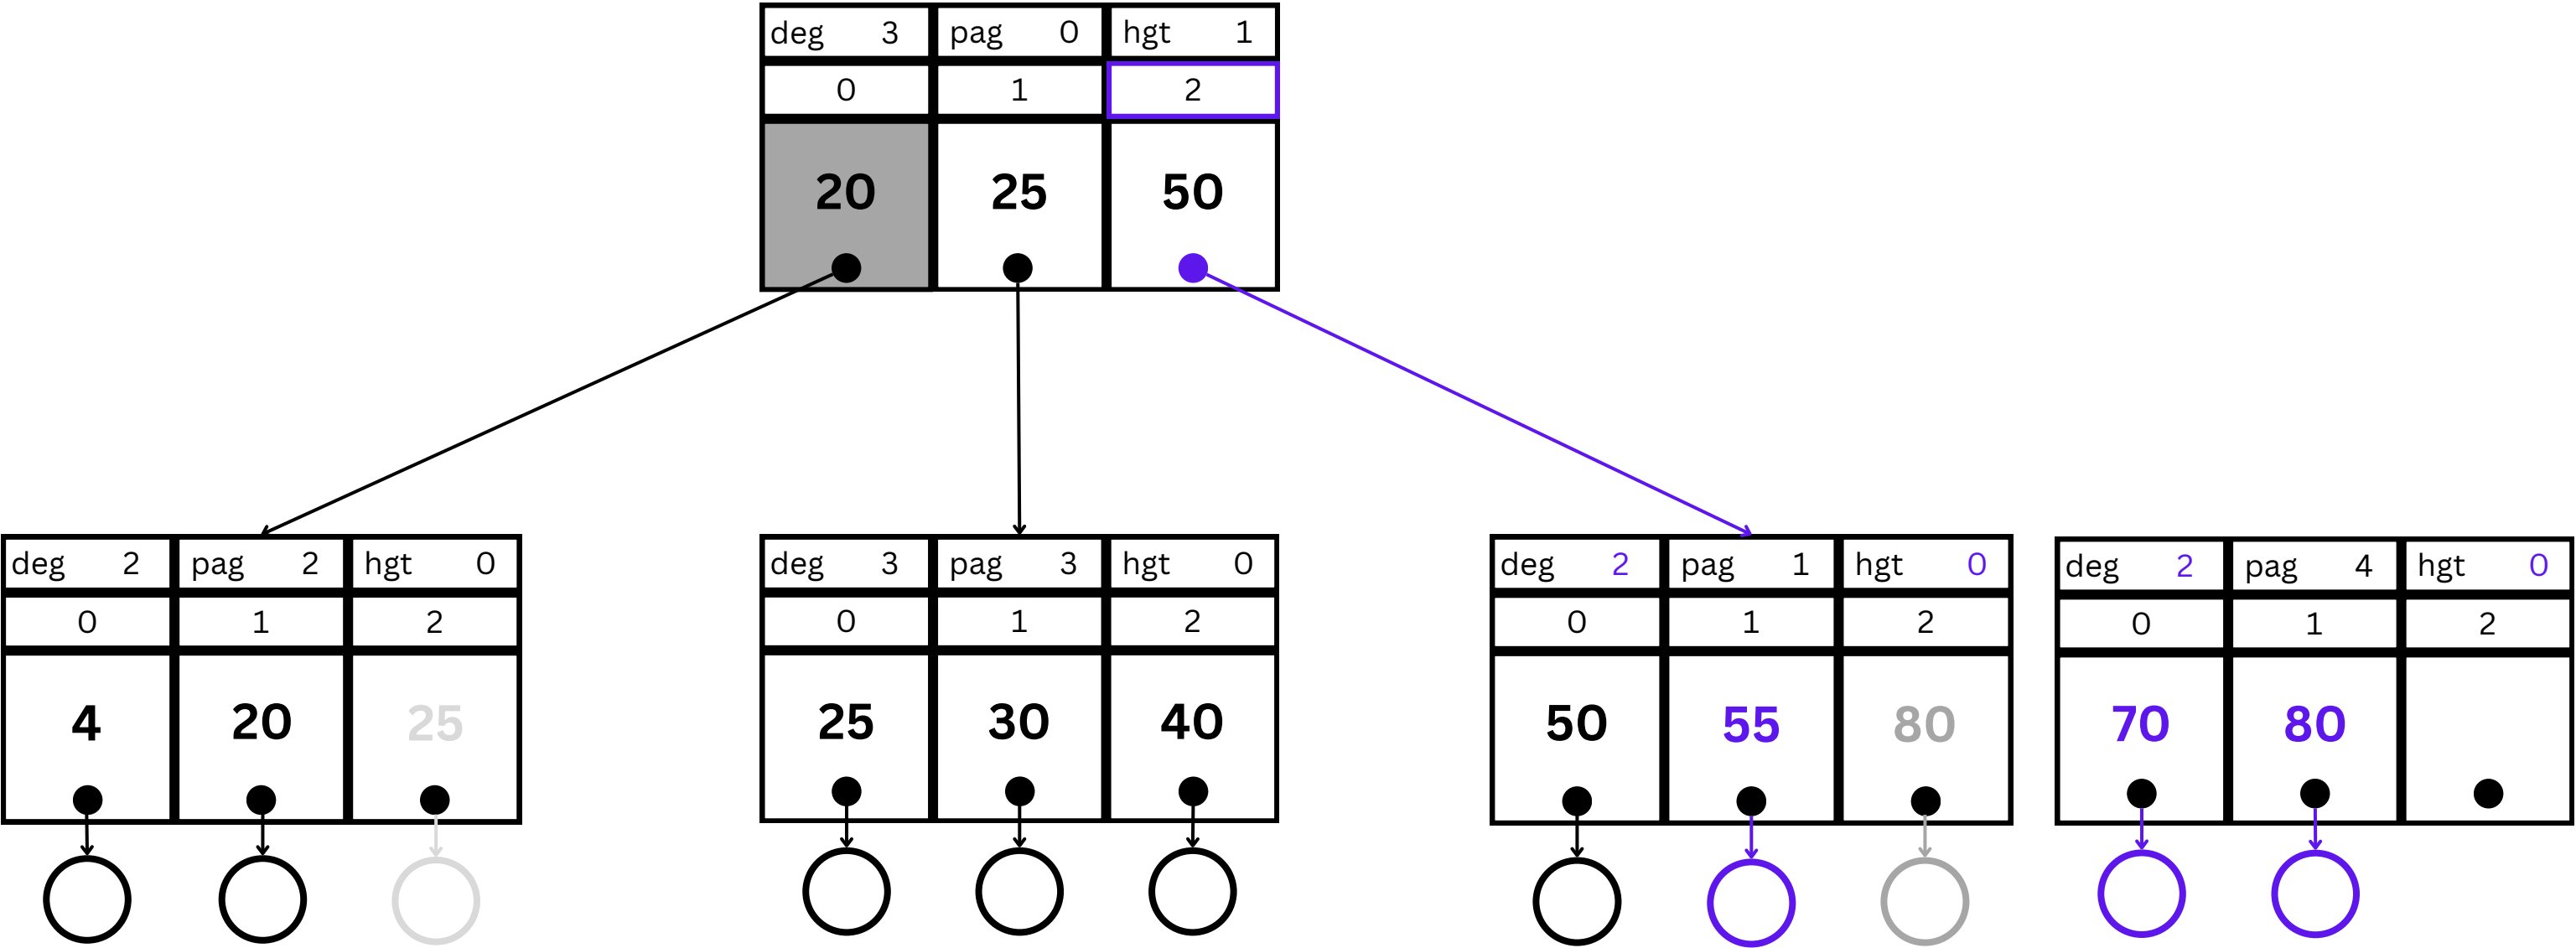 deg 3 pag 0 hgt 1
0 1 2
20 25 50
deg 2 pag 2 hgt 0
0 1 2
4 20 25
deg 3 pag 3 hgt 0
0 1 2
25 30 40
deg 2 pag 1 hgt 0
0 1 2
50 55 80
deg 2 pag 4 hgt 0
0 1 2
70 80